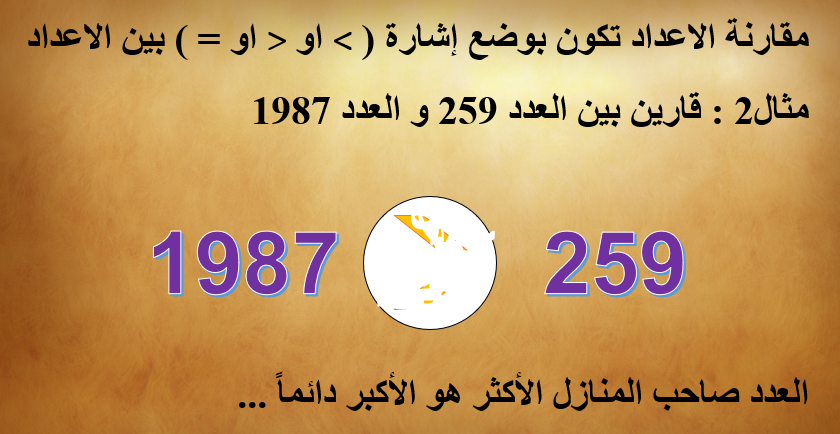 مقارنة الاعداد تكون بوضع إشارة ( > او < او = ) بين الاعداد
مثال2 : قارين بين العدد 259 و العدد 1987
259 1987
العدد صاحب المنازل الأكثر هو الأكبر دائماً ...